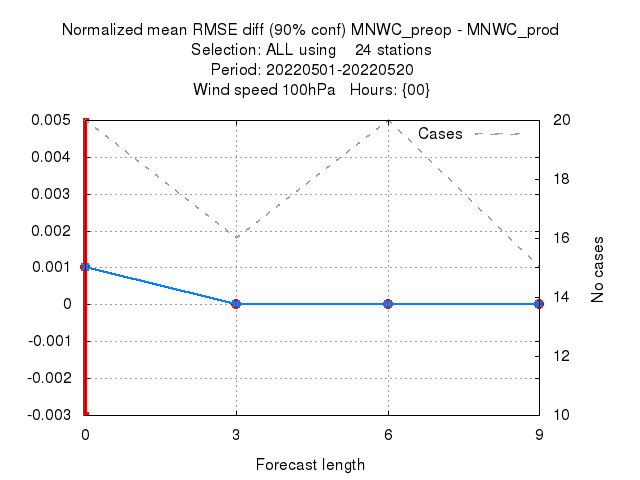 Normalized mean RMSE diff (90% conf) MNWC_preop - MNWC_prod
Selection: ALL using    24 stations
Period: 20220501-20220520
Wind speed 100hPa   Hours: {00}
0.005
0.004
0.003
0.002
0.001
0
-0.001
-0.002
-0.003
Cases
20
18
16
14
12
10
No cases
0 3 6 9
Forecast length